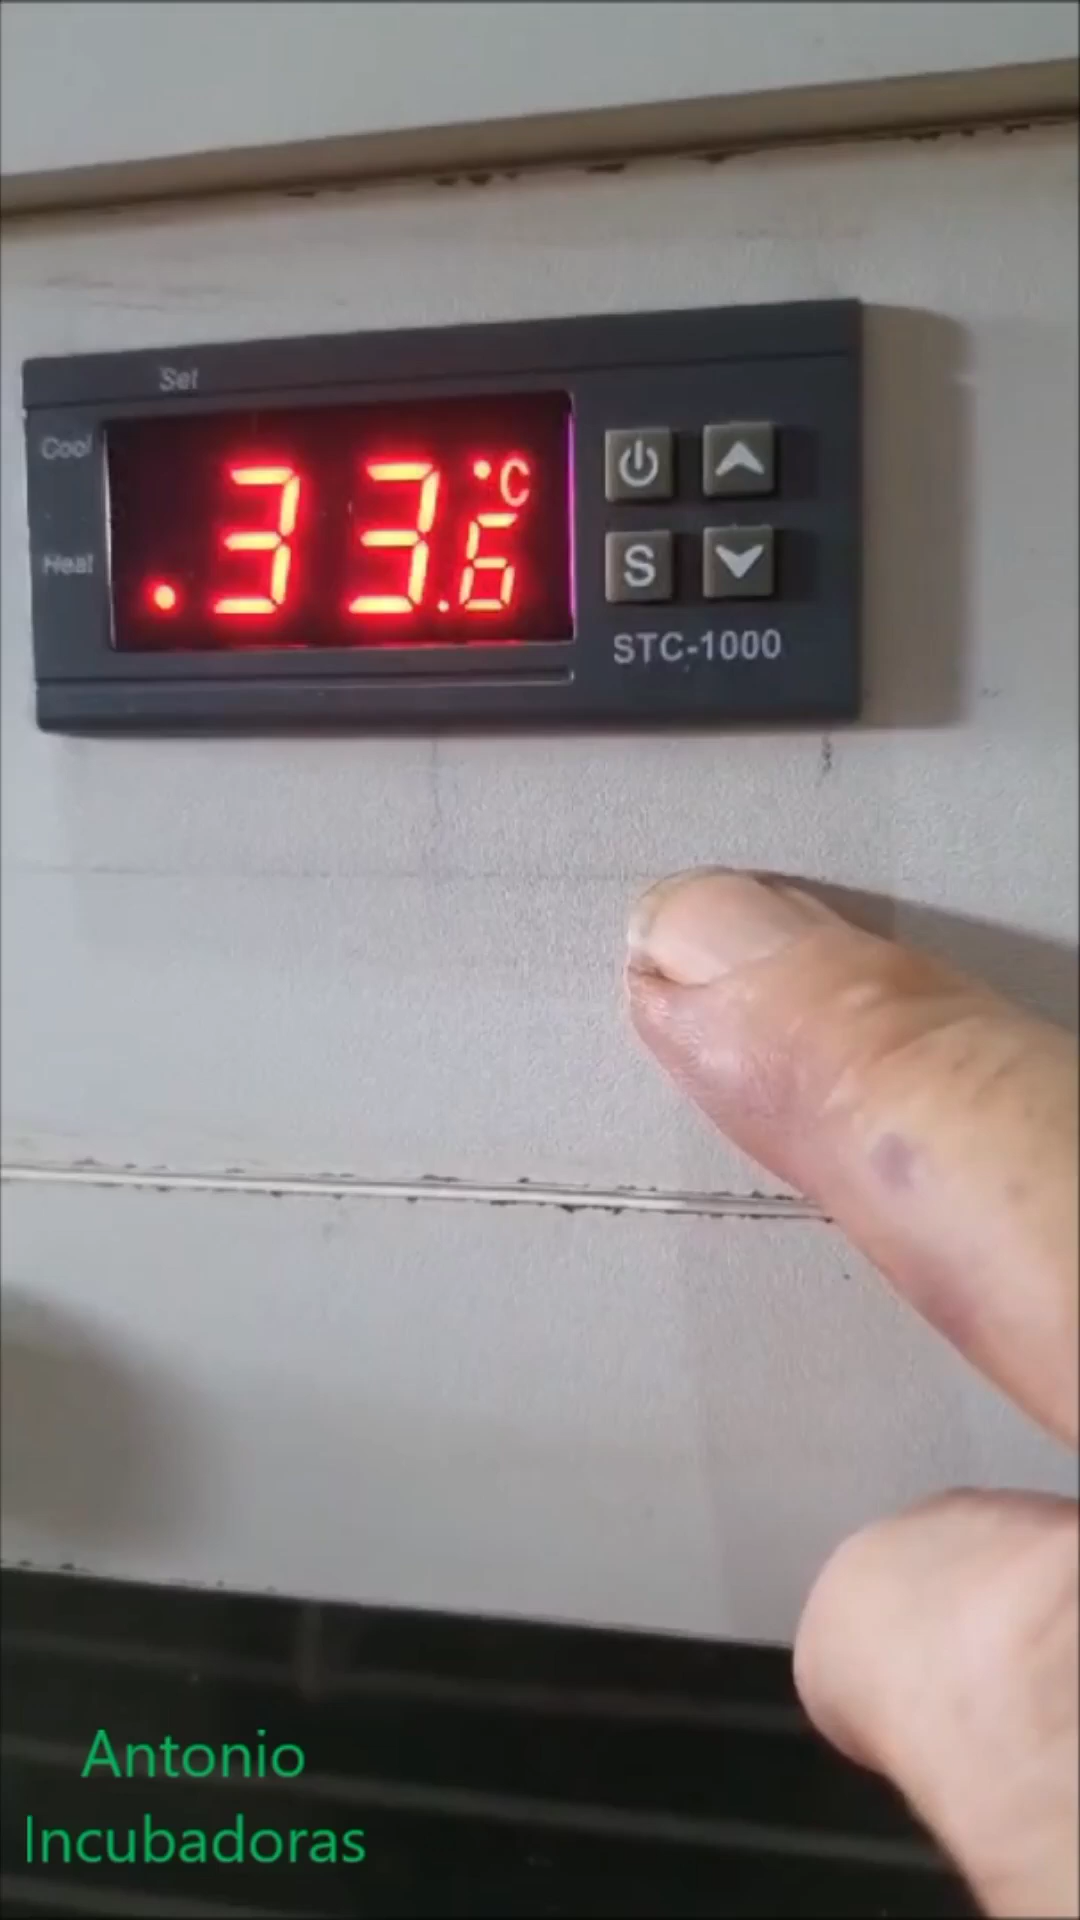 Set
Cool
Heat
33.6 °C
S
STC-1000
Antonio
Incubadoras